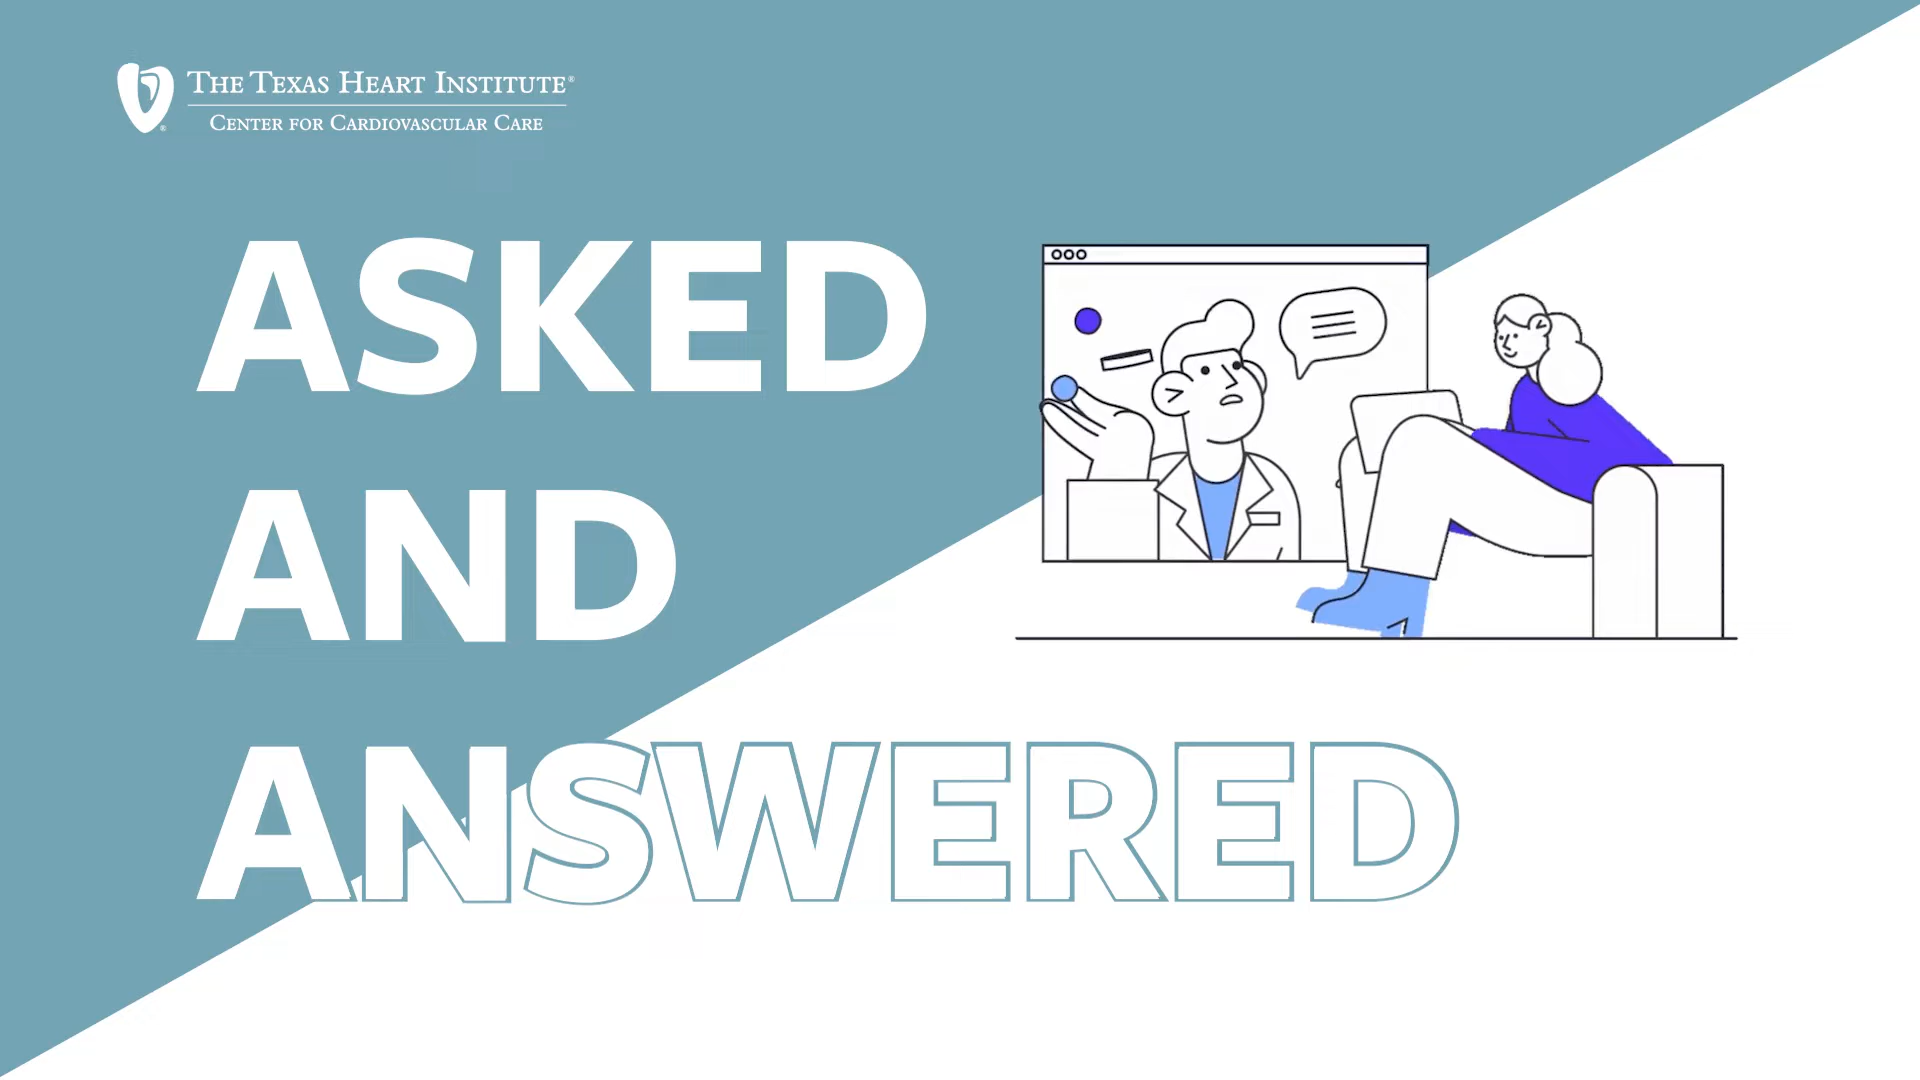 THE TEXAS HEART INSTITUTE®
CENTER FOR CARDIOVASCULAR CARE
ASKED
AND
ANSWERED